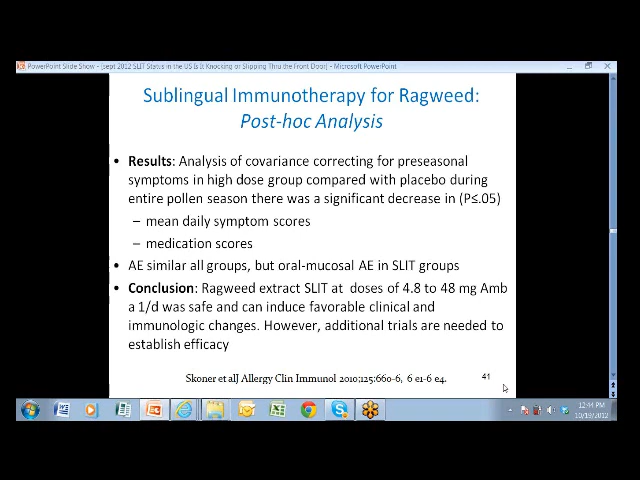 PowerPoint Slide Show - [sept 2012 SLIT Status in the US Is It Knocking or Slipping Thru the Front Door] - Microsoft PowerPoint
Sublingual Immunotherapy for Ragweed:
Post-hoc Analysis
• Results: Analysis of covariance correcting for preseasonal
symptoms in high dose group compared with placebo during
entire pollen season there was a significant decrease in (P≤.05)
– mean daily symptom scores
– medication scores
• AE similar all groups, but oral-mucosal AE in SLIT groups
• Conclusion: Ragweed extract SLIT at doses of 4.8 to 48 mg Amb
a 1/d was safe and can induce favorable clinical and
immunologic changes. However, additional trials are needed to
establish efficacy
Skoner et alJ Allergy Clin Immunol 2010;125:660-6, 6 e1-6 e4.
41
12:44 PM
10/19/2012